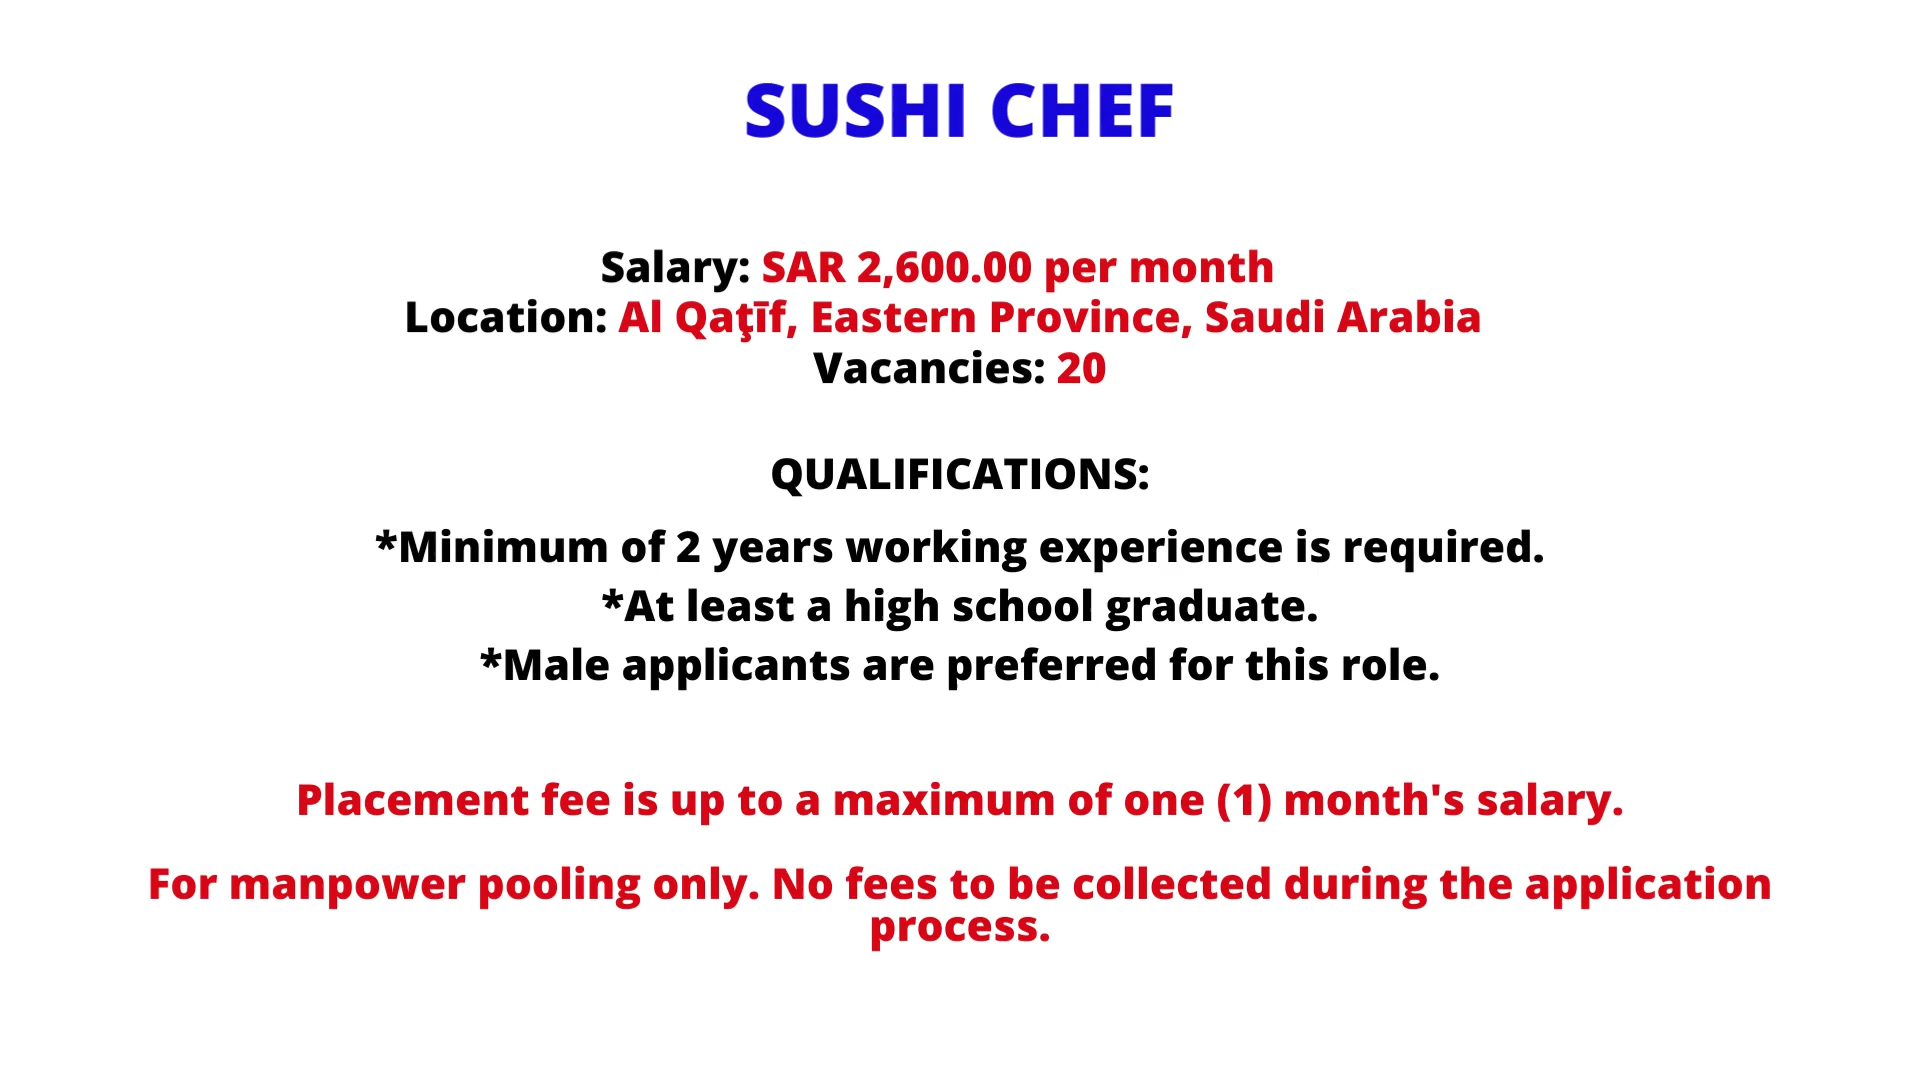 SUSHI CHEF
Salary: SAR 2,600.00 per month
Location: Al Qaţīf, Eastern Province, Saudi Arabia
Vacancies: 20
QUALIFICATIONS:
*Minimum of 2 years working experience is required.
*At least a high school graduate.
*Male applicants are preferred for this role.
Placement fee is up to a maximum of one (1) month's salary.
For manpower pooling only. No fees to be collected during the application
process.